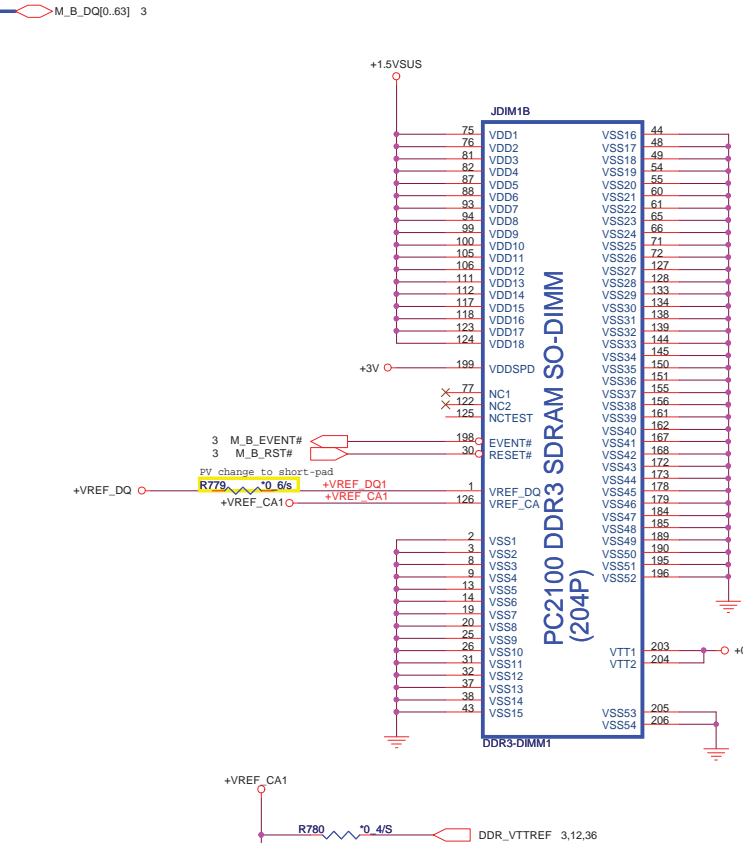 M_B_DQ[0..63] 3
+1.5VSUS
JDIM1B
75 VDD1 VSS16 44
76 VDD2 VSS17 48
81 VDD3 VSS18 49
82 VDD4 VSS19 54
87 VDD5 VSS20 55
88 VDD6 VSS21 60
93 VDD7 VSS22 61
94 VDD8 VSS23 65
99 VDD9 VSS24 66
100 VDD10 VSS25 71
105 VDD11 VSS26 72
106 VDD12 VSS27 127
111 VDD13 VSS28 128
112 VDD14 VSS29 133
117 VDD15 VSS30 134
118 VDD16 VSS31 138
123 VDD17 VSS32 139
124 VDD18 VSS33 144
VSS34 145
+3V 199 VDDSPD VSS35 150
VSS36 151
77 NC1 VSS37 155
122 NC2 VSS38 156
125 NCTEST VSS39 161
VSS40 162
3 M_B_EVENT# 198 EVENT# VSS41 167
3 M_B_RST# 30 RESET# VSS42 168
VSS43 172
PV change to short-pad VSS44 173
+VREF_DQ R779 *0_6/s +VREF_DQ1 1 VREF_DQ VSS45 178
+VREF_CA1 +VREF_CA1 126 VREF_CA VSS46 179
VSS47 184
VSS48 185
2 VSS1 VSS49 189
3 VSS2 VSS50 190
8 VSS3 VSS51 195
9 VSS4 VSS52 196
13 VSS5
14 VSS6
19 VSS7
20 VSS8
25 VSS9
26 VSS10 VTT1 203
31 VSS11 VTT2 204
32 VSS12
37 VSS13
38 VSS14
43 VSS15 VSS53 205
VSS54 206
PC2100 DDR3 SDRAM SO-DIMM
(204P)
DDR3-DIMM1
+VREF_CA1
R780 *0_4/S DDR_VTTREF 3,12,36